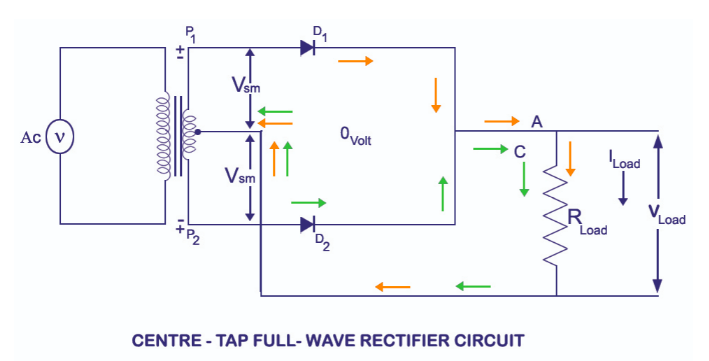 P1
D1
+
-
Vsm
Ac
ν
0Volt
A
C
ILoad
Vsm
RLoad
VLoad
-
+
P2
D2
CENTRE - TAP FULL- WAVE RECTIFIER CIRCUIT